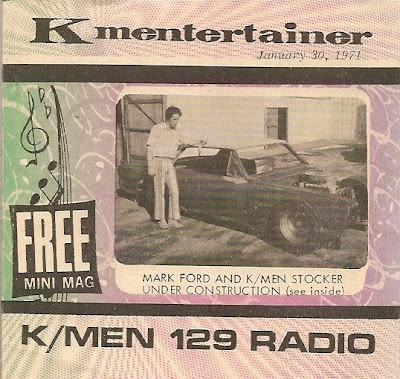 Kmentertainer
January 30, 1971
FREE
MINI MAG
MARK FORD AND K/MEN STOCKER
UNDER CONSTRUCTION (see inside)
K/MEN 129 RADIO